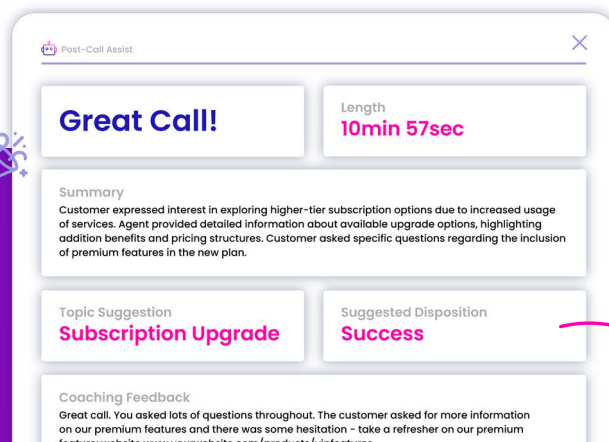 Post-Call Assist
Great Call!
Length
10min 57sec
Summary
Customer expressed interest in exploring higher-tier subscription options due to increased usage
of services. Agent provided detailed information about available upgrade options, highlighting
addition benefits and pricing structures. Customer asked specific questions regarding the inclusion
of premium features in the new plan.
Topic Suggestion
Subscription Upgrade
Suggested Disposition
Success
Coaching Feedback
Great call. You asked lots of questions throughout. The customer asked for more information
on our premium features and there was some hesitation - take a refresher on our premium